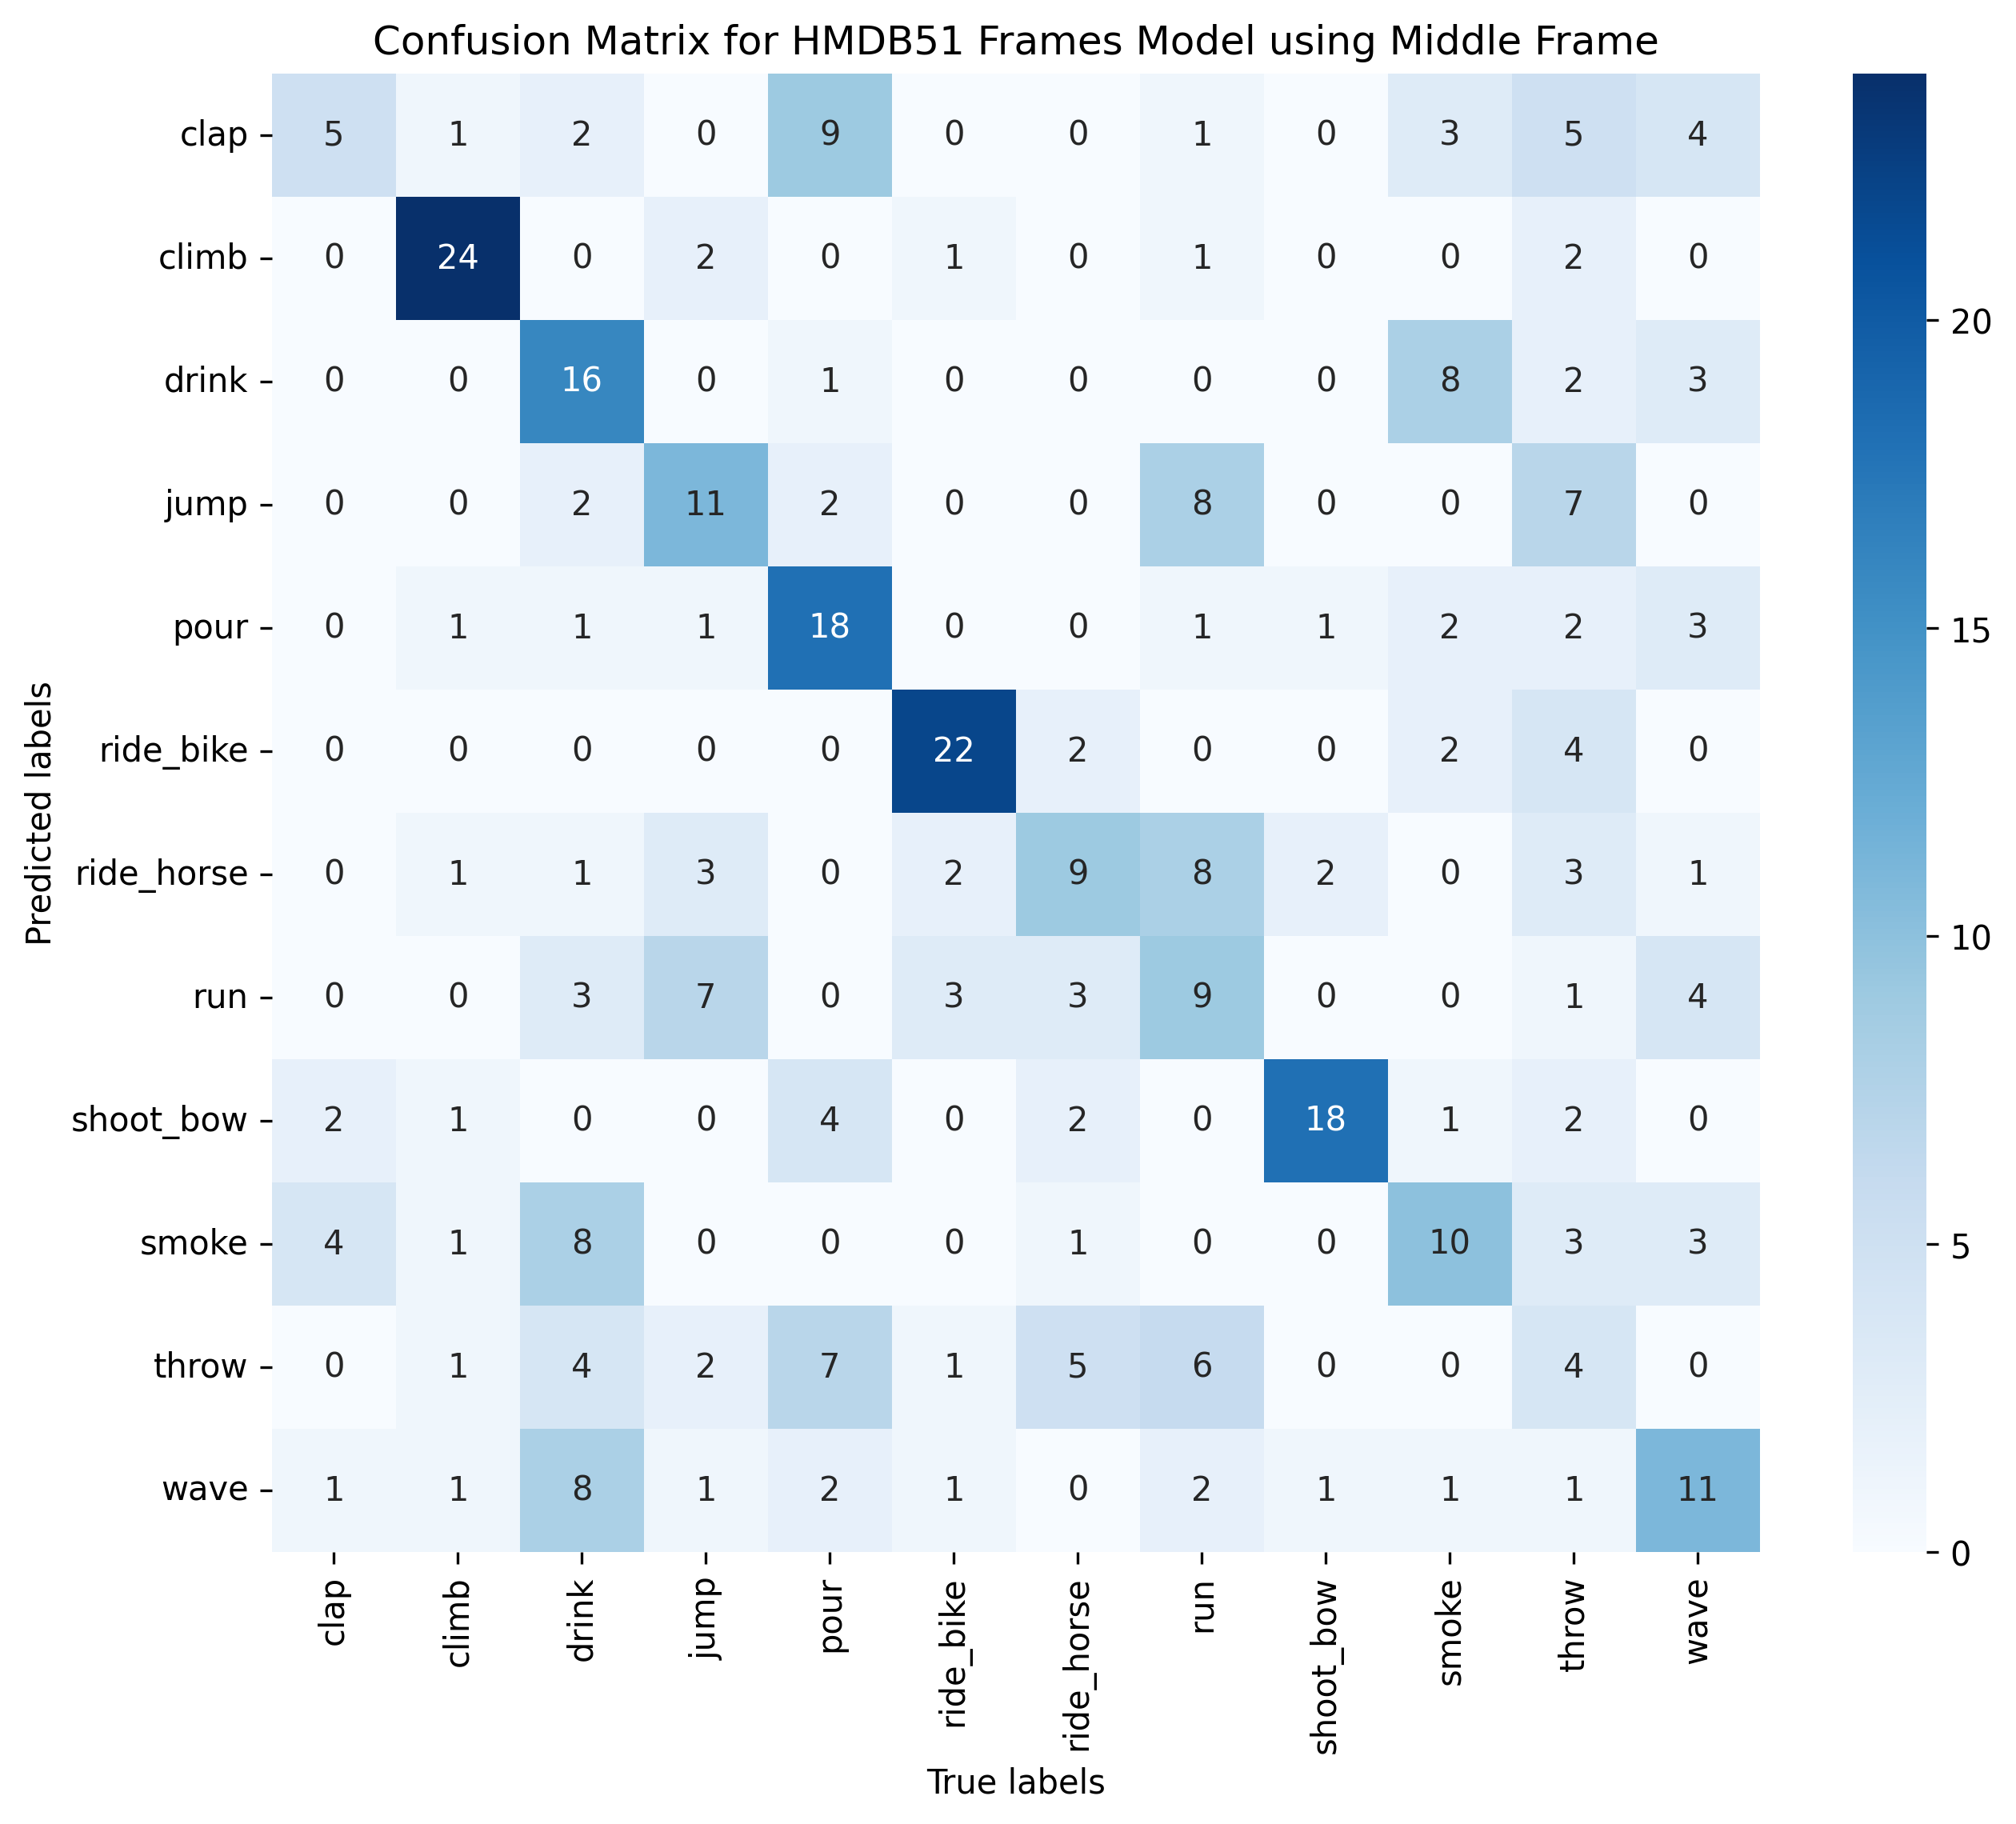 Confusion Matrix for HMDB51 Frames Model using Middle Frame
Predicted labels
clap 5 1 2 0 9 0 0 1 0 3 5 4
climb 0 24 0 2 0 1 0 1 0 0 2 0
drink 0 0 16 0 1 0 0 0 0 8 2 3
jump 0 0 2 11 2 0 0 8 0 0 7 0
pour 0 1 1 1 18 0 0 1 1 2 2 3
ride_bike 0 0 0 0 0 22 2 0 0 2 4 0
ride_horse 0 1 1 3 0 2 9 8 2 0 3 1
run 0 0 3 7 0 3 3 9 0 0 1 4
shoot_bow 2 1 0 0 4 0 2 0 18 1 2 0
smoke 4 1 8 0 0 0 1 0 0 10 3 3
throw 0 1 4 2 7 1 5 6 0 0 4 0
wave 1 1 8 1 2 1 0 2 1 1 1 11
clap climb drink jump pour ride_bike ride_horse run shoot_bow smoke throw wave
True labels
20
15
10
5
0